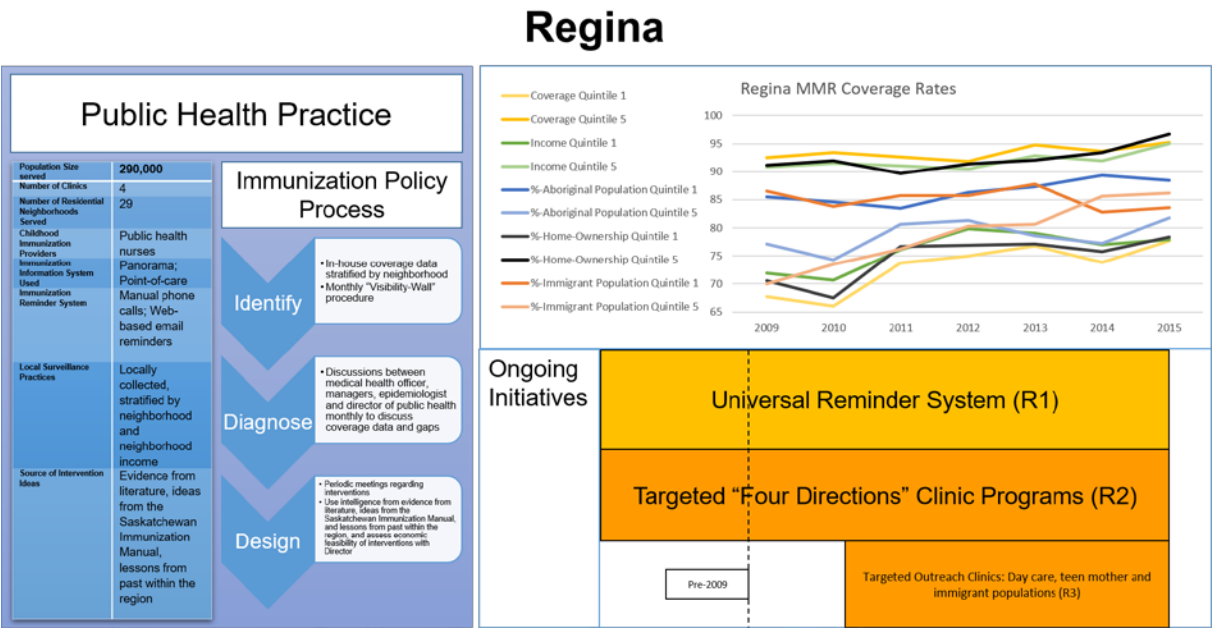 Regina
Public Health Practice
Population Size
served
290,000
Number of Clinics
4
Number of Residential
Neighborhoods
Served
29
Childhood
Immunization
Providers
Public health
nurses
Immunization
Information System
Used
Panorama;
Point-of-care
Immunization
Reminder System
Manual phone
calls; Web-
based email
reminders
Local Surveillance
Practices
Locally
collected,
stratified by
neighborhood
and
neighborhood
income
Source of Intervention
Ideas
Evidence from
literature, ideas
from the
Saskatchewan
Immunization
Manual,
lessons from
past within the
region
Immunization Policy
Process
Identify
• In-house coverage data
stratified by neighborhood
• Monthly "Visibility-Wall"
procedure
Diagnose
• Discussions between
medical health officer,
managers, epidemiologist
and director of public health
monthly to discuss
coverage data and gaps
Design
• Periodic meetings regarding
interventions
• Use intelligence from evidence from
literature, ideas from the
Saskatchewan Immunization Manual,
and lessons from past within the
region, and assess economic
feasibility of interventions with
Director
Regina MMR Coverage Rates
Coverage Quintile 1
Coverage Quintile 5
Income Quintile 1
Income Quintile 5
%-Aboriginal Population Quintile 1
%-Aboriginal Population Quintile 5
%-Home-Ownership Quintile 1
%-Home-Ownership Quintile 5
%-Immigrant Population Quintile 1
%-Immigrant Population Quintile 5
100
95
90
85
80
75
70
65
2009 2010 2011 2012 2013 2014 2015
Ongoing
Initiatives
Universal Reminder System (R1)
Targeted “Four Directions” Clinic Programs (R2)
Pre-2009
Targeted Outreach Clinics: Day care, teen mother and
immigrant populations (R3)